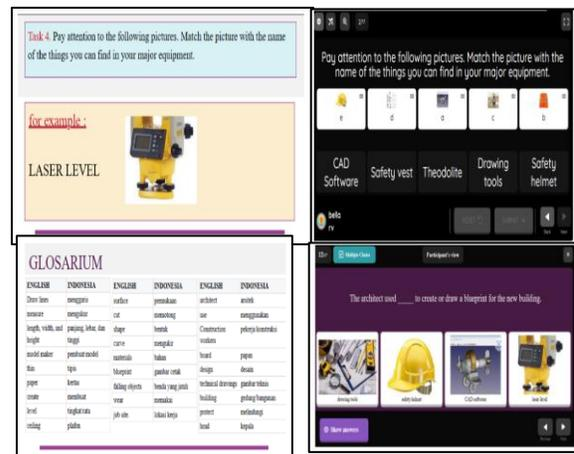 Task 4. Pay attention to the following pictures. Match the picture with the name
of the things you can find in your major equipment.
for example :
LASER LEVEL
Pay attention to the following pictures. Match the picture with the
name of the things you can find in your major equipment.
e d a c b
CAD Software Safety vest Theodolite Drawing tools Safety helmet
bella
rv
GLOSARIUM
ENGLISH INDONESIA ENGLISH INDONESIA ENGLISH INDONESIA
Draw lines menggaris surface permukaan architect arsitek
measure mengukur cut memotong use menggunakan
length, width, and height panjang, lebar, dan tinggi shape bentuk Construction workers pekerja konstruksi
model maker pembuat model curve mengukir
materials bahan board papan
thin tipis blueprint gambar cetak design desain
paper kertas falling objects benda yang jatuh technical drawings gambar teknis
create membuat wear memakai building gedung/bangunan
level tingkat rata job site lokasi kerja protect melindungi
ceiling plafon head kepala
Multiple Choice Participant's view
The architect used ____ to create or draw a blueprint for the new building.
drawing tools safety helmet CAD software laser level
Show answers